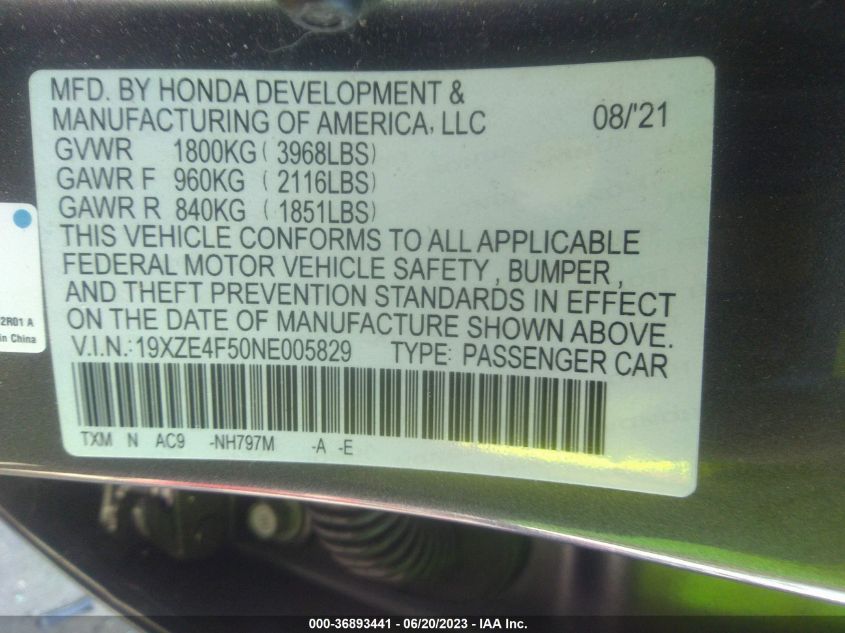 MFD. BY HONDA DEVELOPMENT &
MANUFACTURING OF AMERICA, LLC 08/'21
GVWR 1800KG ( 3968LBS)
GAWR F 960KG ( 2116LBS)
GAWR R 840KG ( 1851LBS)
THIS VEHICLE CONFORMS TO ALL APPLICABLE
FEDERAL MOTOR VEHICLE SAFETY , BUMPER ,
AND THEFT PREVENTION STANDARDS IN EFFECT
ON THE DATE OF MANUFACTURE SHOWN ABOVE.
V.I.N.: 19XZE4F50NE005829 TYPE: PASSENGER CAR
TXM N AC9 -NH797M -A -E
2R01 A
in China
000-36893441 - 06/20/2023 - IAA Inc.